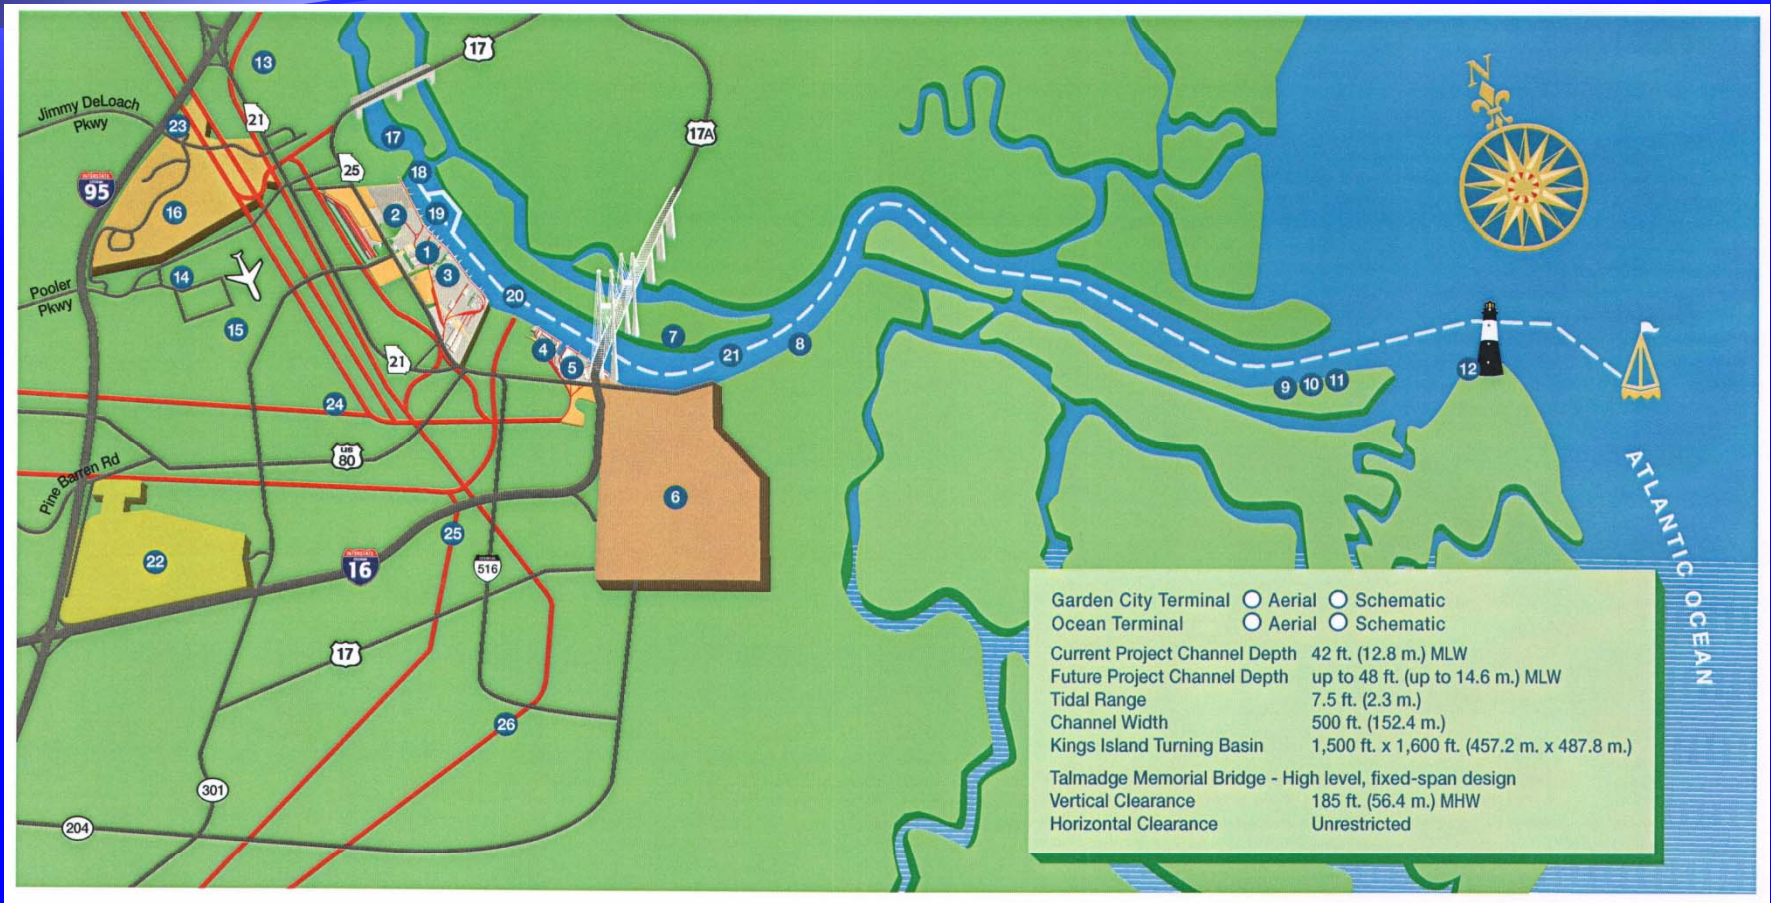 17
13
Jimmy DeLoach
Pkwy
23
21
17
17A
N
25
18
INTERSTATE
95
16
2
19
1
14
3
Pooler
Pkwy
20
15
7
4
21
8
5
21
12
9 10 11
24
US
80
ATLANTIC OCEAN
Pine Barren Rd
6
25
22
INTERSTATE
16
516
17
26
301
204
Garden City Terminal Aerial Schematic
Ocean Terminal Aerial Schematic
Current Project Channel Depth 42 ft. (12.8 m.) MLW
Future Project Channel Depth up to 48 ft. (up to 14.6 m.) MLW
Tidal Range 7.5 ft. (2.3 m.)
Channel Width 500 ft. (152.4 m.)
Kings Island Turning Basin 1,500 ft. x 1,600 ft. (457.2 m. x 487.8 m.)
Talmadge Memorial Bridge - High level, fixed-span design
Vertical Clearance 185 ft. (56.4 m.) MHW
Horizontal Clearance Unrestricted